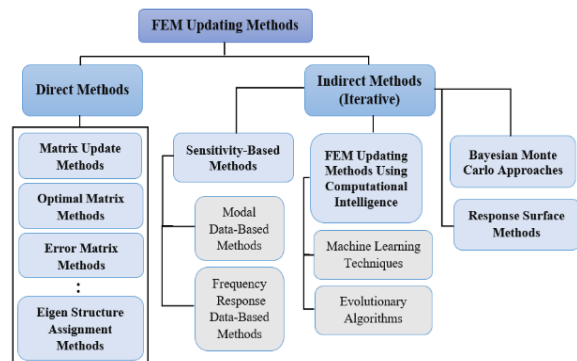 FEM Updating Methods
Direct Methods
Indirect Methods
(Iterative)
Matrix Update
Methods
Optimal Matrix
Methods
Error Matrix
Methods
:
Eigen Structure
Assignment
Methods
Sensitivity-Based
Methods
Modal
Data-Based
Methods
Frequency
Response
Data-Based
Methods
FEM Updating
Methods Using
Computational
Intelligence
Machine Learning
Techniques
Evolutionary
Algorithms
Bayesian Monte
Carlo Approaches
Response Surface
Methods